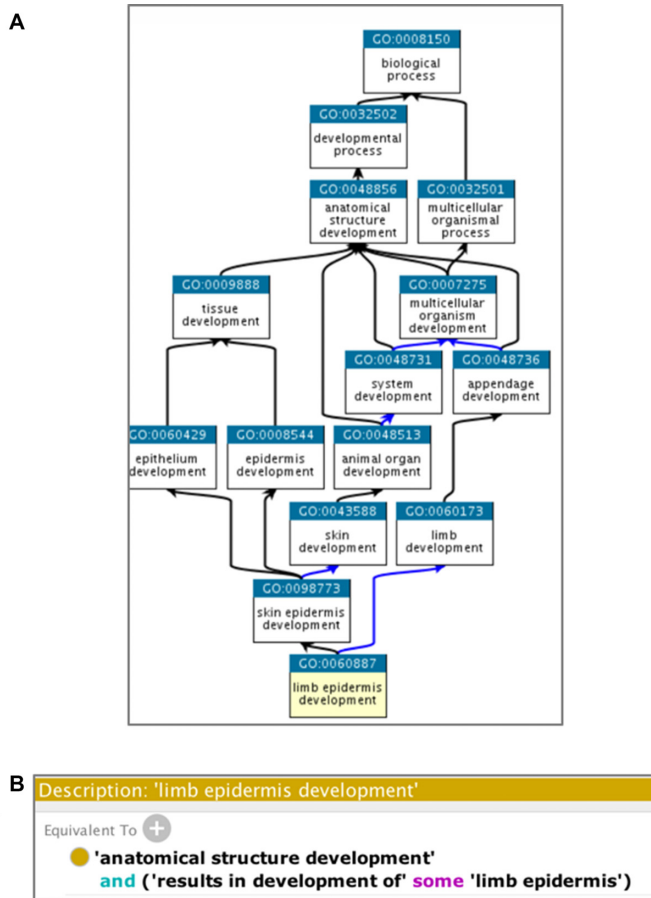 A
GO:0008150
biological
process
GO:0032502
developmental
process
GO:0048856
anatomical
structure
development
GO:0032501
multicellular
organismal
process
GO:0009888
tissue
development
GO:0007275
multicellular
organism
development
GO:0048731
system
development
GO:0048736
appendage
development
GO:0060429
epithelium
development
GO:0008544
epidermis
development
GO:0048513
animal organ
development
GO:0043588
skin
development
GO:0060173
limb
development
GO:0098773
skin epidermis
development
GO:0060887
limb epidermis
development
B
Description: 'limb epidermis development'
Equivalent To +
'anatomical structure development'
and ('results in development of' some 'limb epidermis')